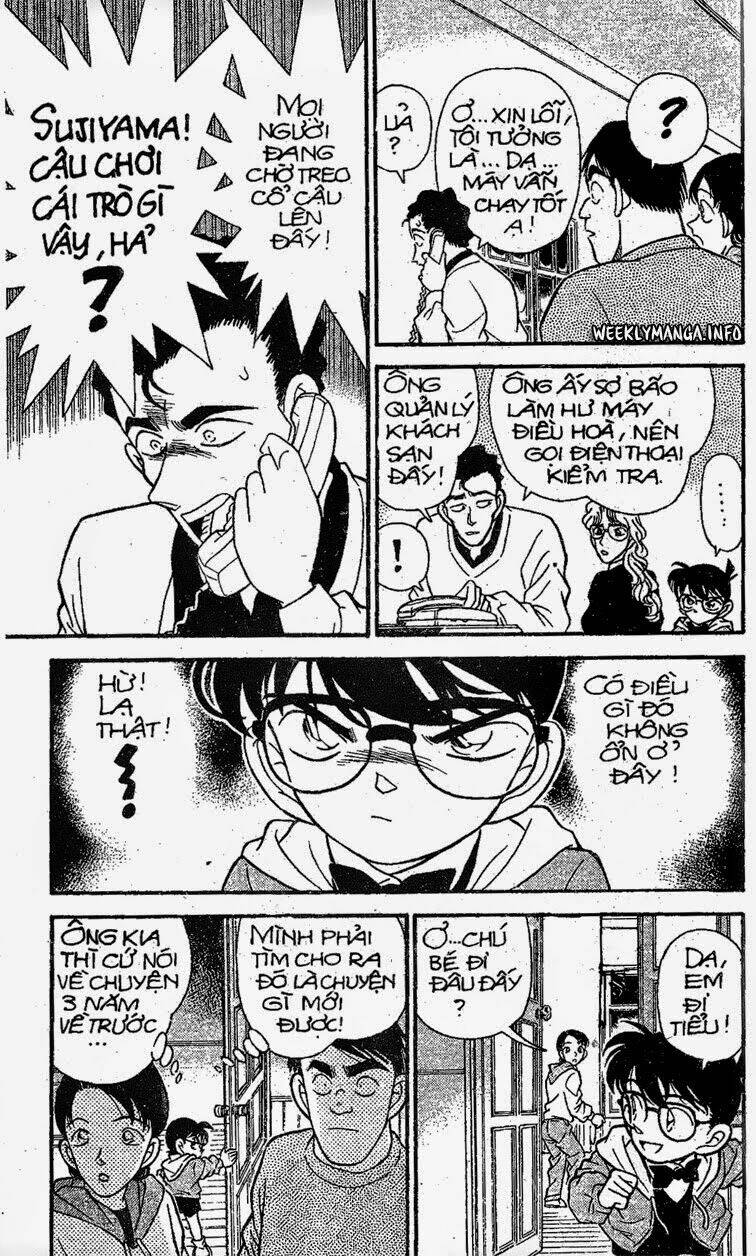 ?
Ơ...XIN LỖI,
TÔI TƯỞNG
LÀ... DẠ...
MÁY VẪN
CHẠY TỐT
Ạ!
UẢ
?
WEEKLYMANGA.INFO
MỌI
NGƯỜI
ĐANG
CHỜ TREO
CỔ CẬU
LÊN
ĐẤY!
SUJIYAMA!
CẬU CHƠI
CÁI TRÒ GÌ
VẬY, HẢ
?
ÔNG ẤY SỢ BÃO
LÀM HƯ MÁY
ĐIỀU HOÀ, NÊN
GỌI ĐIỆN THOẠI
KIỂM TRA.
ÔNG
QUẢN LÝ
KHÁCH
SẠN
ĐẤY!
!
.....
CÓ ĐIỀU
GÌ ĐÓ
KHÔNG
ỔN Ở
ĐÂY!
HỪ!
LẠ
THẬT!
DẠ,
EM
ĐI
TIỂU!
Ơ...CHÚ
BÉ ĐI
ĐÂU ĐẤY
?
MÌNH PHẢI
TÌM CHO RA
ĐÓ LÀ CHUYỆN
GÌ MỚI
ĐƯỢC!
ÔNG KIA
THÌ CỨ NÓI
VỀ CHUYỆN
3 NĂM
VỀ TRƯỚC
...